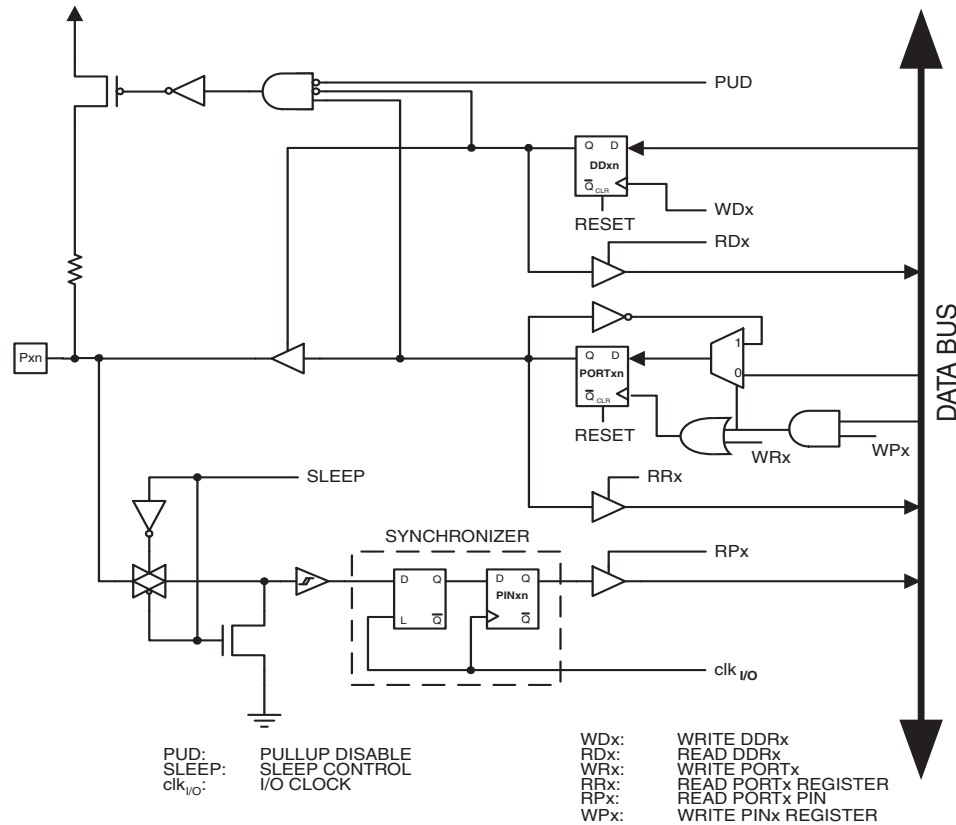 PUD
Q D
DDxn
Q CLR
WDx
RESET
RDx
1
Pxn
Q D
0
PORTxn
Q CLR
DATA BUS
RESET
WRx
WPx
SLEEP
RRx
SYNCHRONIZER
RPx
D Q
D Q
PINxn
L Q
Q
clk I/O
PUD: PULLUP DISABLE
SLEEP: SLEEP CONTROL
clkI/O: I/O CLOCK
WDx: WRITE DDRx
RDx: READ DDRx
WRx: WRITE PORTx
RRx: READ PORTx REGISTER
RPx: READ PORTx PIN
WPx: WRITE PINx REGISTER